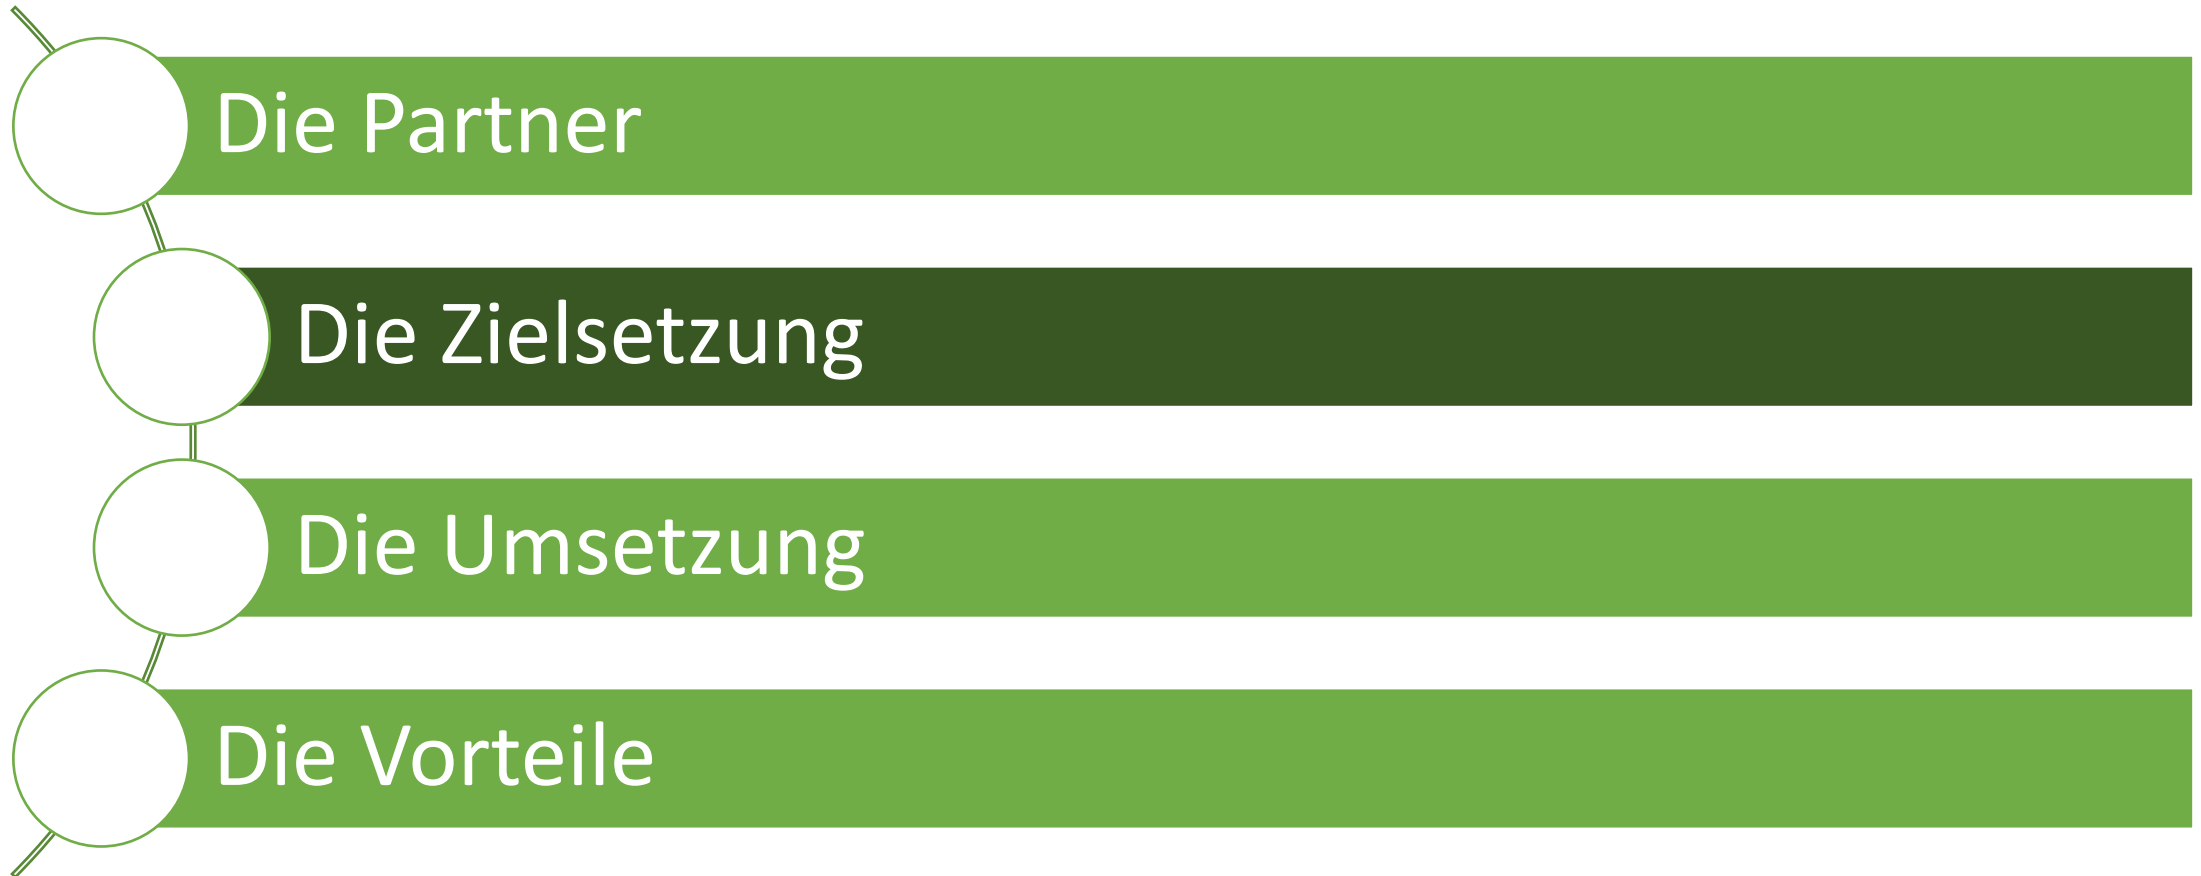 Die Partner
Die Zielsetzung
Die Umsetzung
Die Vorteile